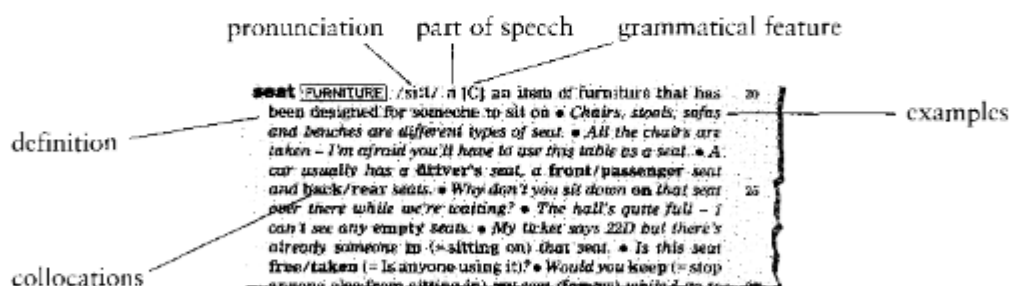 pronunciation part of speech grammatical feature
seat FURNITURE /siːt/ n [C] an item of furniture that has 20
been designed for someone to sit on • Chairs, stools, sofas examples
definition
and benches are different types of seat. • All the chairs are
taken – I'm afraid you'll have to use this table as a seat. • A
car usually has a driver's seat, a front/passenger seat
and back/rear seats. • Why don't you sit down on that seat 25
over there while we're waiting? • The hall's quite full – I
can't see any empty seats. • My ticket says 22D but there's
already someone in (=sitting on) that seat. • Is this seat
collocations
free/taken (= Is anyone using it)? • Would you keep (= stop